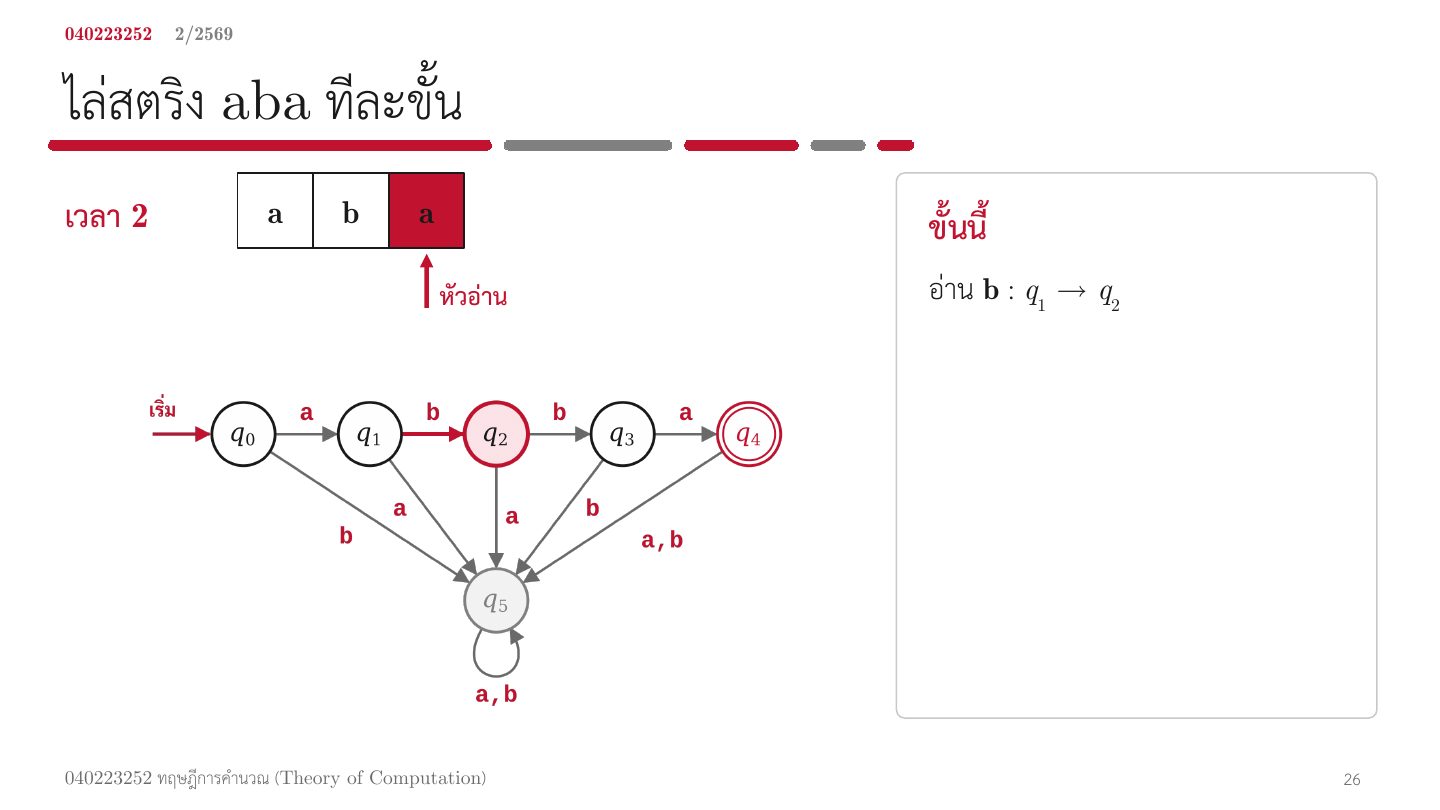 040223252 2/2569
ไล่สตริง aba ทีละขั้น
เวลา 2
a b a
หัวอ่าน
ขั้นนี้
อ่าน b : q₁ → q₂
เริ่ม
a b b a
q₀ q₁ q₂ q₃ q₄
b a a b a,b
q₅
a,b
040223252 ทฤษฎีการคำนวณ (Theory of Computation)
26